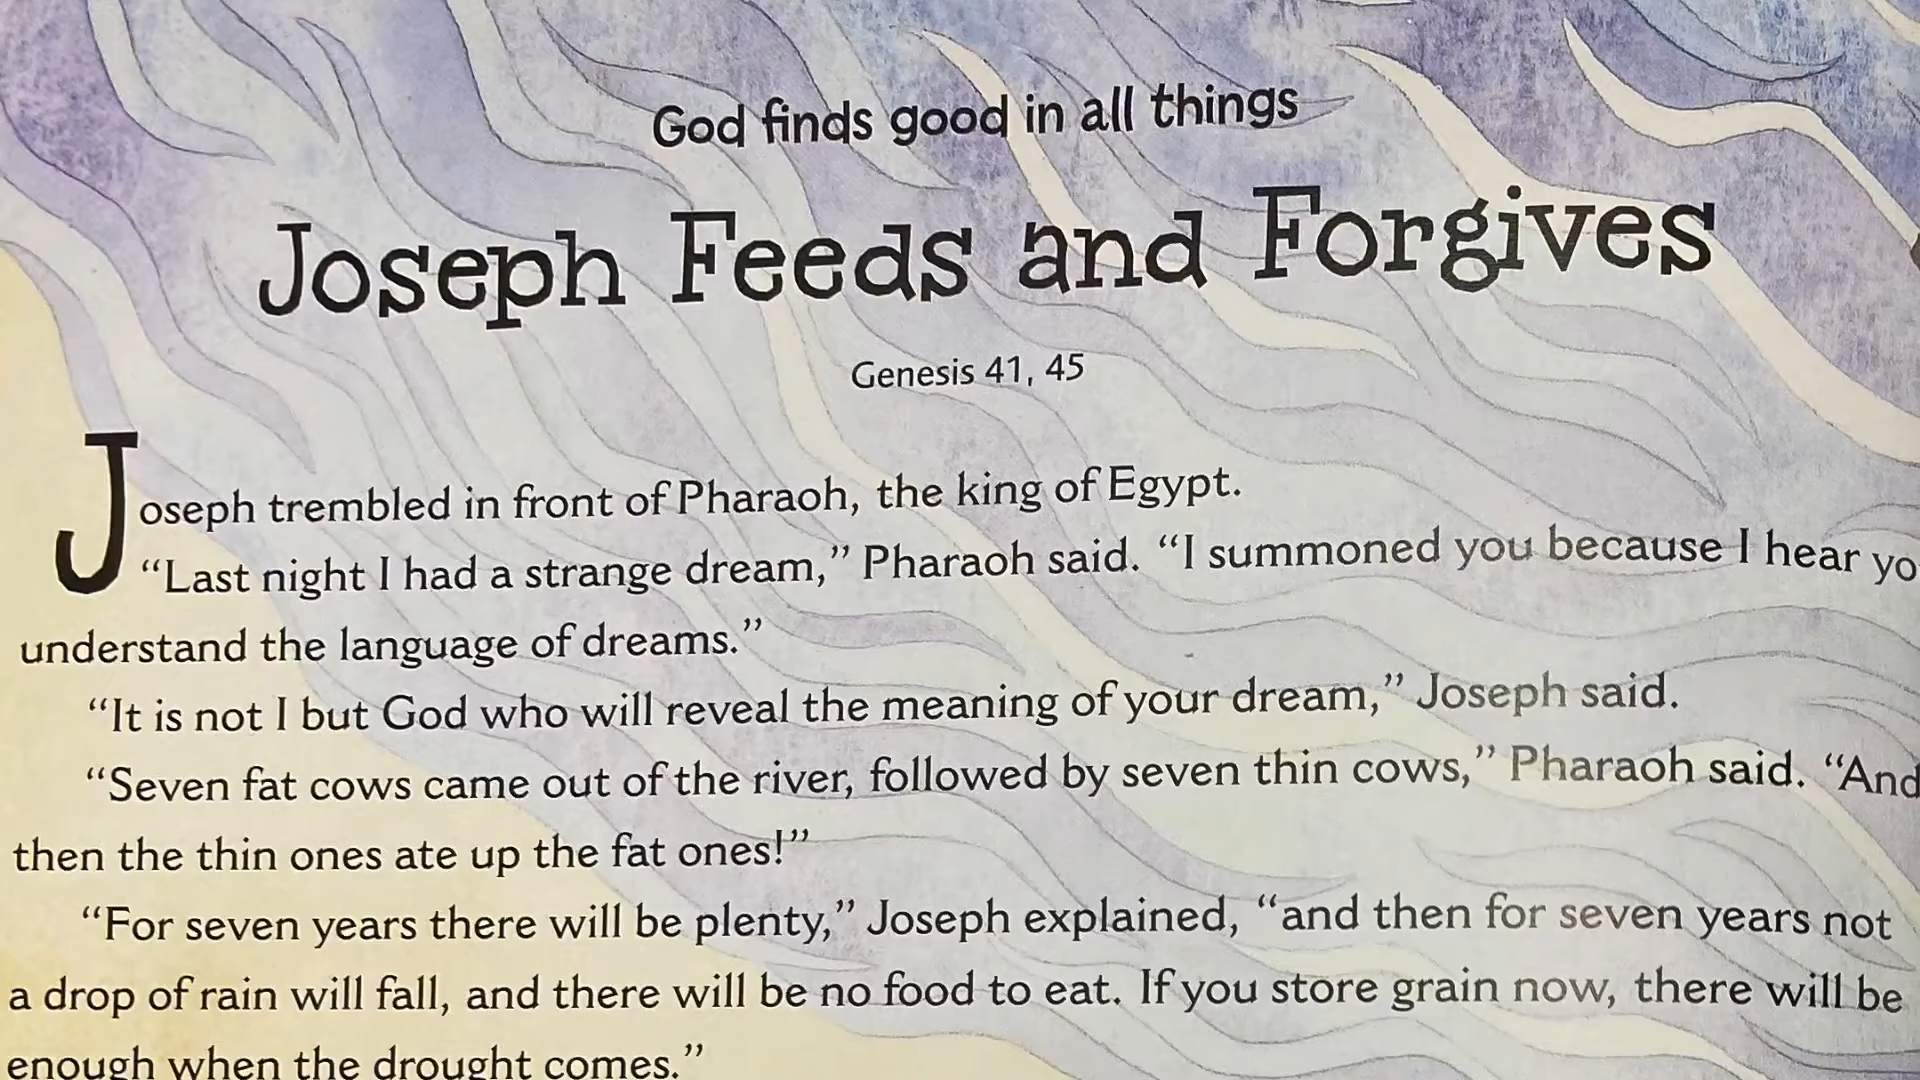 God finds good in all things
Joseph Feeds and Forgives
Genesis 41, 45
Joseph trembled in front of Pharaoh, the king of Egypt.
“Last night I had a strange dream,” Pharaoh said. “I summoned you because I hear yo
understand the language of dreams.”
“It is not I but God who will reveal the meaning of your dream,” Joseph said.
“Seven fat cows came out of the river, followed by seven thin cows,” Pharaoh said. “And
then the thin ones ate up the fat ones!”
“For seven years there will be plenty,” Joseph explained, “and then for seven years not
a drop of rain will fall, and there will be no food to eat. If you store grain now, there will be
enough when the drought comes.”